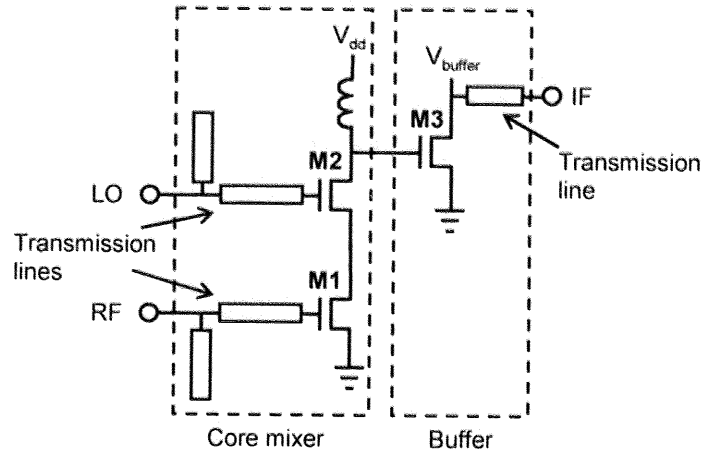 V_dd
V_buffer
M3
IF
M2
Transmission
line
LO
Transmission
lines
M1
RF
Core mixer
Buffer